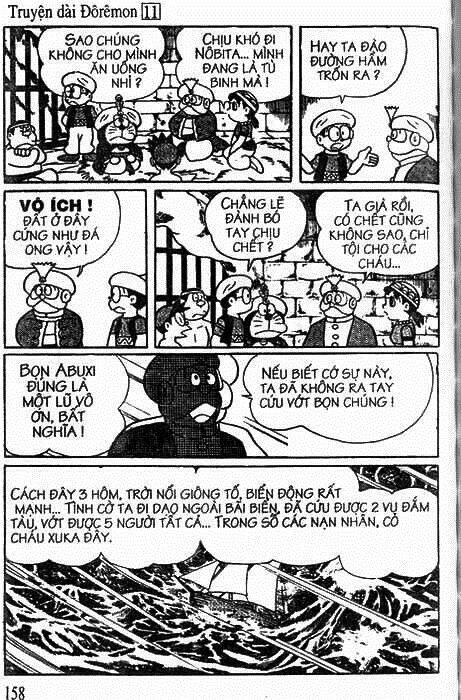 Truyện dài Đôrêmon 11
SAO CHÚNG
KHÔNG CHO MÌNH
ĂN UỐNG
NHỈ ?
CHỊU KHÓ ĐI
NÔBITA... MÌNH
ĐANG LÀ TÙ
BINH MÀ !
HAY TA ĐÀO
ĐƯỜNG HẦM
TRỐN RA ?
VÔ ÍCH !
ĐẤT Ở ĐÂY
CỨNG NHƯ ĐÁ
ONG VẬY !
CHẲNG LẼ
ĐÀNH BÓ
TAY CHỊU
CHẾT ?
TA GIÀ RỒI,
CÓ CHẾT CŨNG
KHÔNG SAO, CHỈ
TỘI CHO CÁC
CHÁU...
BỌN ABUXI
ĐÚNG LÀ
MỘT LŨ VÔ
ƠN, BẤT
NGHĨA !
NẾU BIẾT CỚ SỰ NÀY,
TA ĐÃ KHÔNG RA TAY
CỨU VỚT BỌN CHÚNG !
CÁCH ĐÂY 3 HÔM, TRỜI NỔI GIÔNG TỐ, BIỂN ĐỘNG RẤT
MẠNH... TÌNH CỜ TA ĐI DẠO NGOÀI BÃI BIỂN, ĐÃ CỨU ĐƯỢC 2 VỤ ĐẮM
TÀU, VỚT ĐƯỢC 5 NGƯỜI TẤT CẢ... TRONG SỐ CÁC NẠN NHÂN, CÓ
CHÁU XUKA ĐÂY.
158